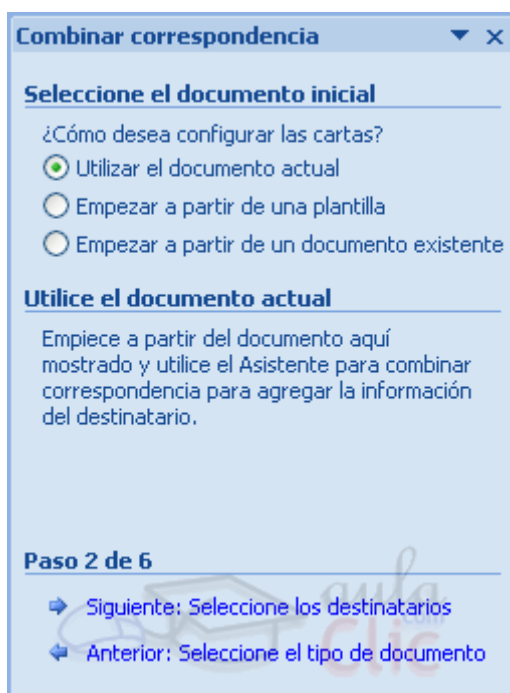 Combinar correspondencia
Seleccione el documento inicial
¿Cómo desea configurar las cartas?
Utilizar el documento actual
Empezar a partir de una plantilla
Empezar a partir de un documento existente
Utilice el documento actual
Empiece a partir del documento aquí
mostrado y utilice el Asistente para combinar
correspondencia para agregar la información
del destinatario.
Paso 2 de 6
Siguiente: Seleccione los destinatarios
Anterior: Seleccione el tipo de documento
aula
.com
Clic